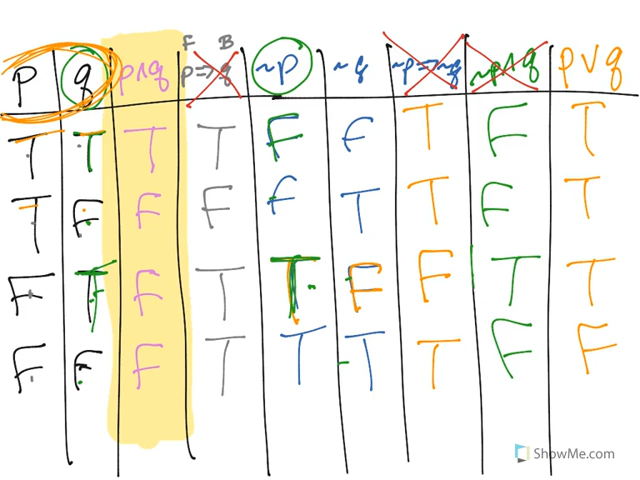 F B
p q p∧q p=>q ~p ~q ~p=>~q ~p∧q p∨q
T T T T F F T F T
T F F F F T T F T
F T F T T F F T T
F F F T T T T F F
ShowMe.com